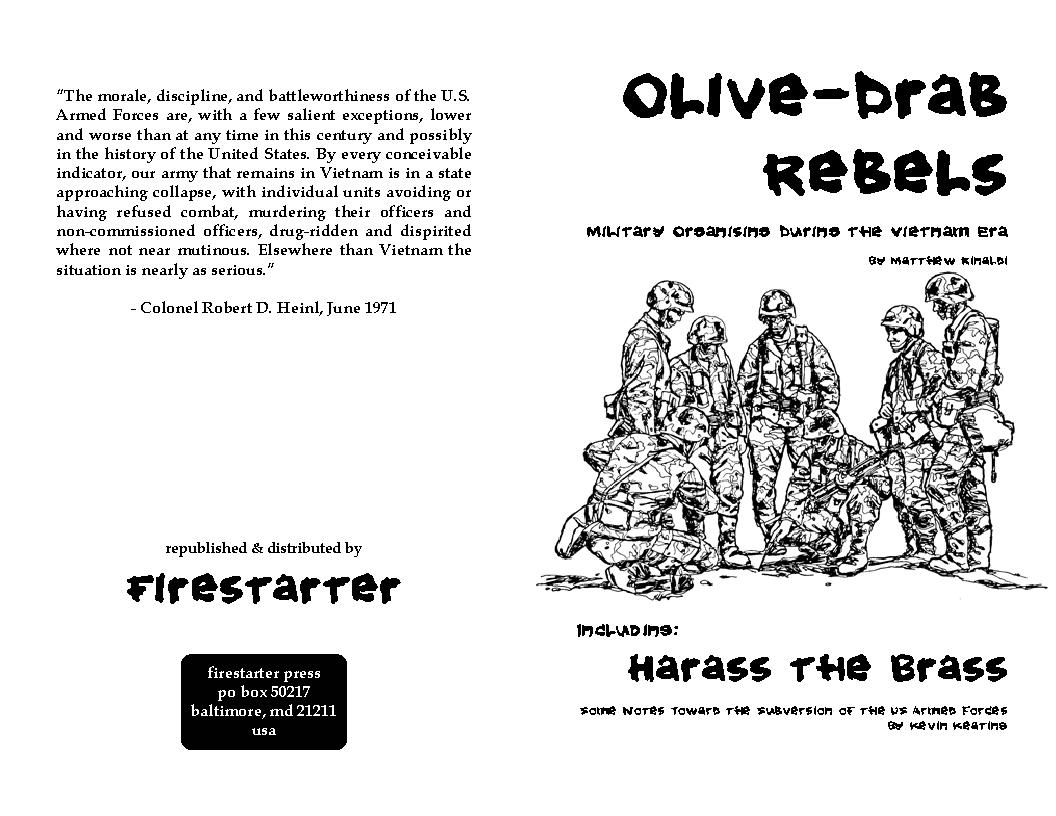 "The morale, discipline, and battleworthiness of the U.S.
Armed Forces are, with a few salient exceptions, lower
and worse than at any time in this century and possibly
in the history of the United States. By every conceivable
indicator, our army that remains in Vietnam is in a state
approaching collapse, with individual units avoiding or
having refused combat, murdering their officers and
non-commissioned officers, drug-ridden and dispirited
where not near mutinous. Elsewhere than Vietnam the
situation is nearly as serious."
- Colonel Robert D. Heinl, June 1971
republished & distributed by
Firestarter
firestarter press
po box 50217
baltimore, md 21211
usa
Olive-Drab
Rebels
Military Organising During The Vietnam Era
By Matthew Rinaldi
Including:
Harass The Brass
Some Notes Toward The Subversion Of The US Armed Forces
By Kevin Keating